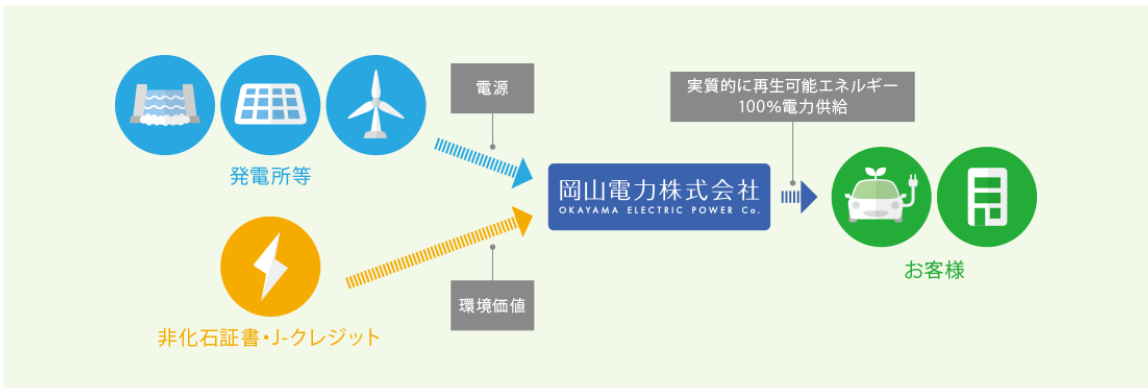 電源
実質的に再生可能エネルギー
100%電力供給
発電所等
岡山電力株式会社
OKAYAMA ELECTRIC POWER Co.
お客様
環境価値
非化石証書・J-クレジット